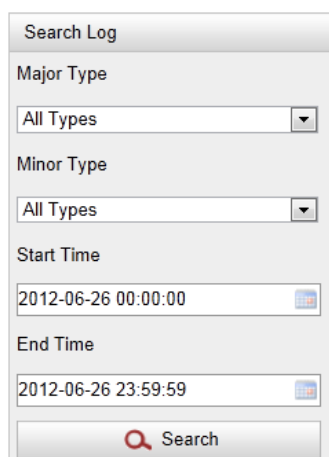 Search Log
Major Type
All Types
Minor Type
All Types
Start Time
2012-06-26 00:00:00
End Time
2012-06-26 23:59:59
Search